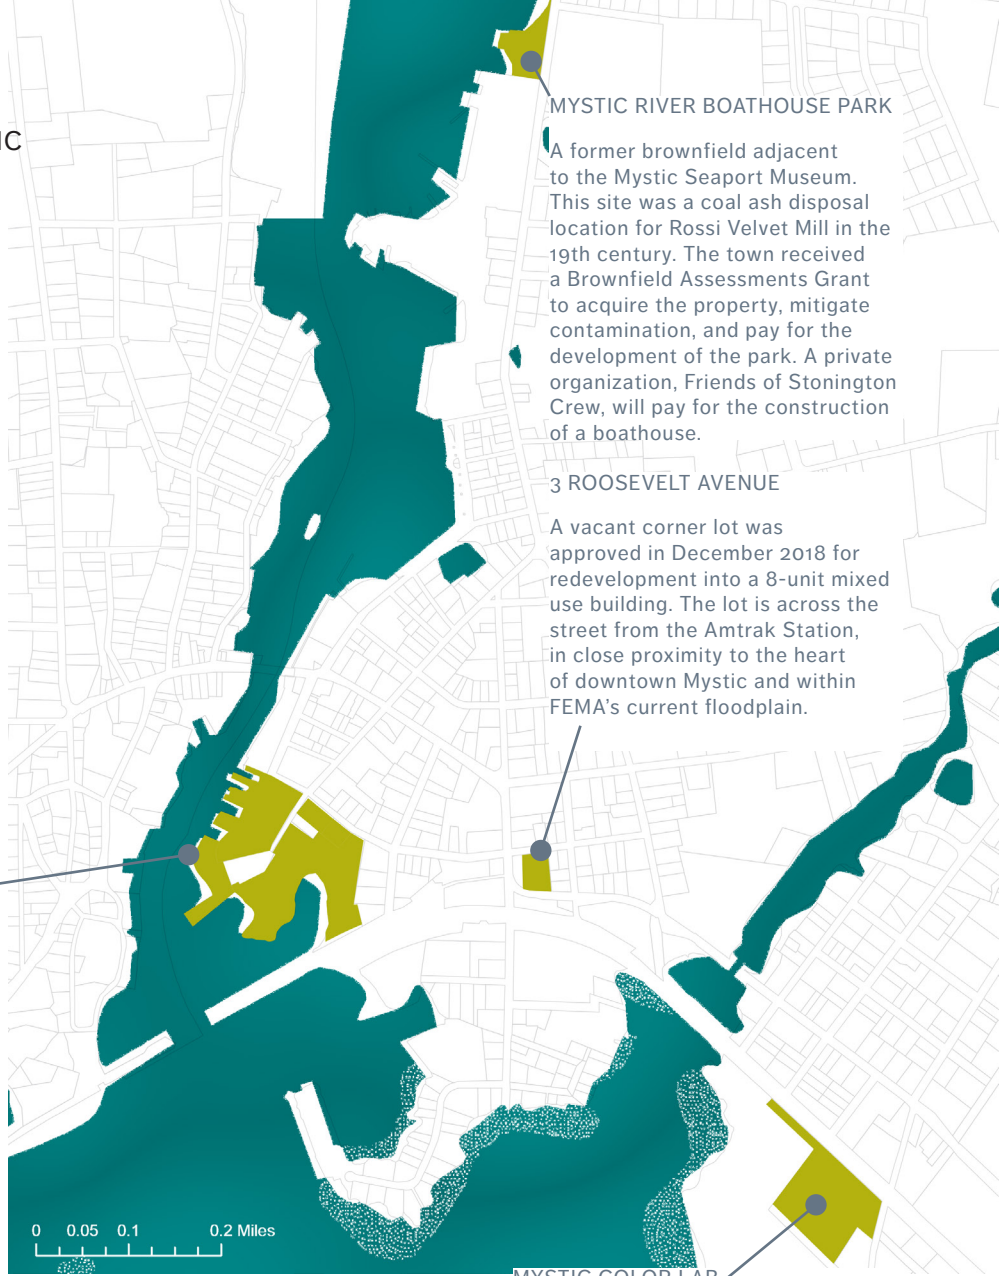 IC
MYSTIC RIVER BOATHOUSE PARK
A former brownfield adjacent
to the Mystic Seaport Museum.
This site was a coal ash disposal
location for Rossi Velvet Mill in the
19th century. The town received
a Brownfield Assessments Grant
to acquire the property, mitigate
contamination, and pay for the
development of the park. A private
organization, Friends of Stonington
Crew, will pay for the construction
of a boathouse.
3 ROOSEVELT AVENUE
A vacant corner lot was
approved in December 2018 for
redevelopment into a 8-unit mixed
use building. The lot is across the
street from the Amtrak Station,
in close proximity to the heart
of downtown Mystic and within
FEMA's current floodplain.
0 0.05 0.1 0.2 Miles
MYSTIC COLOR LAB